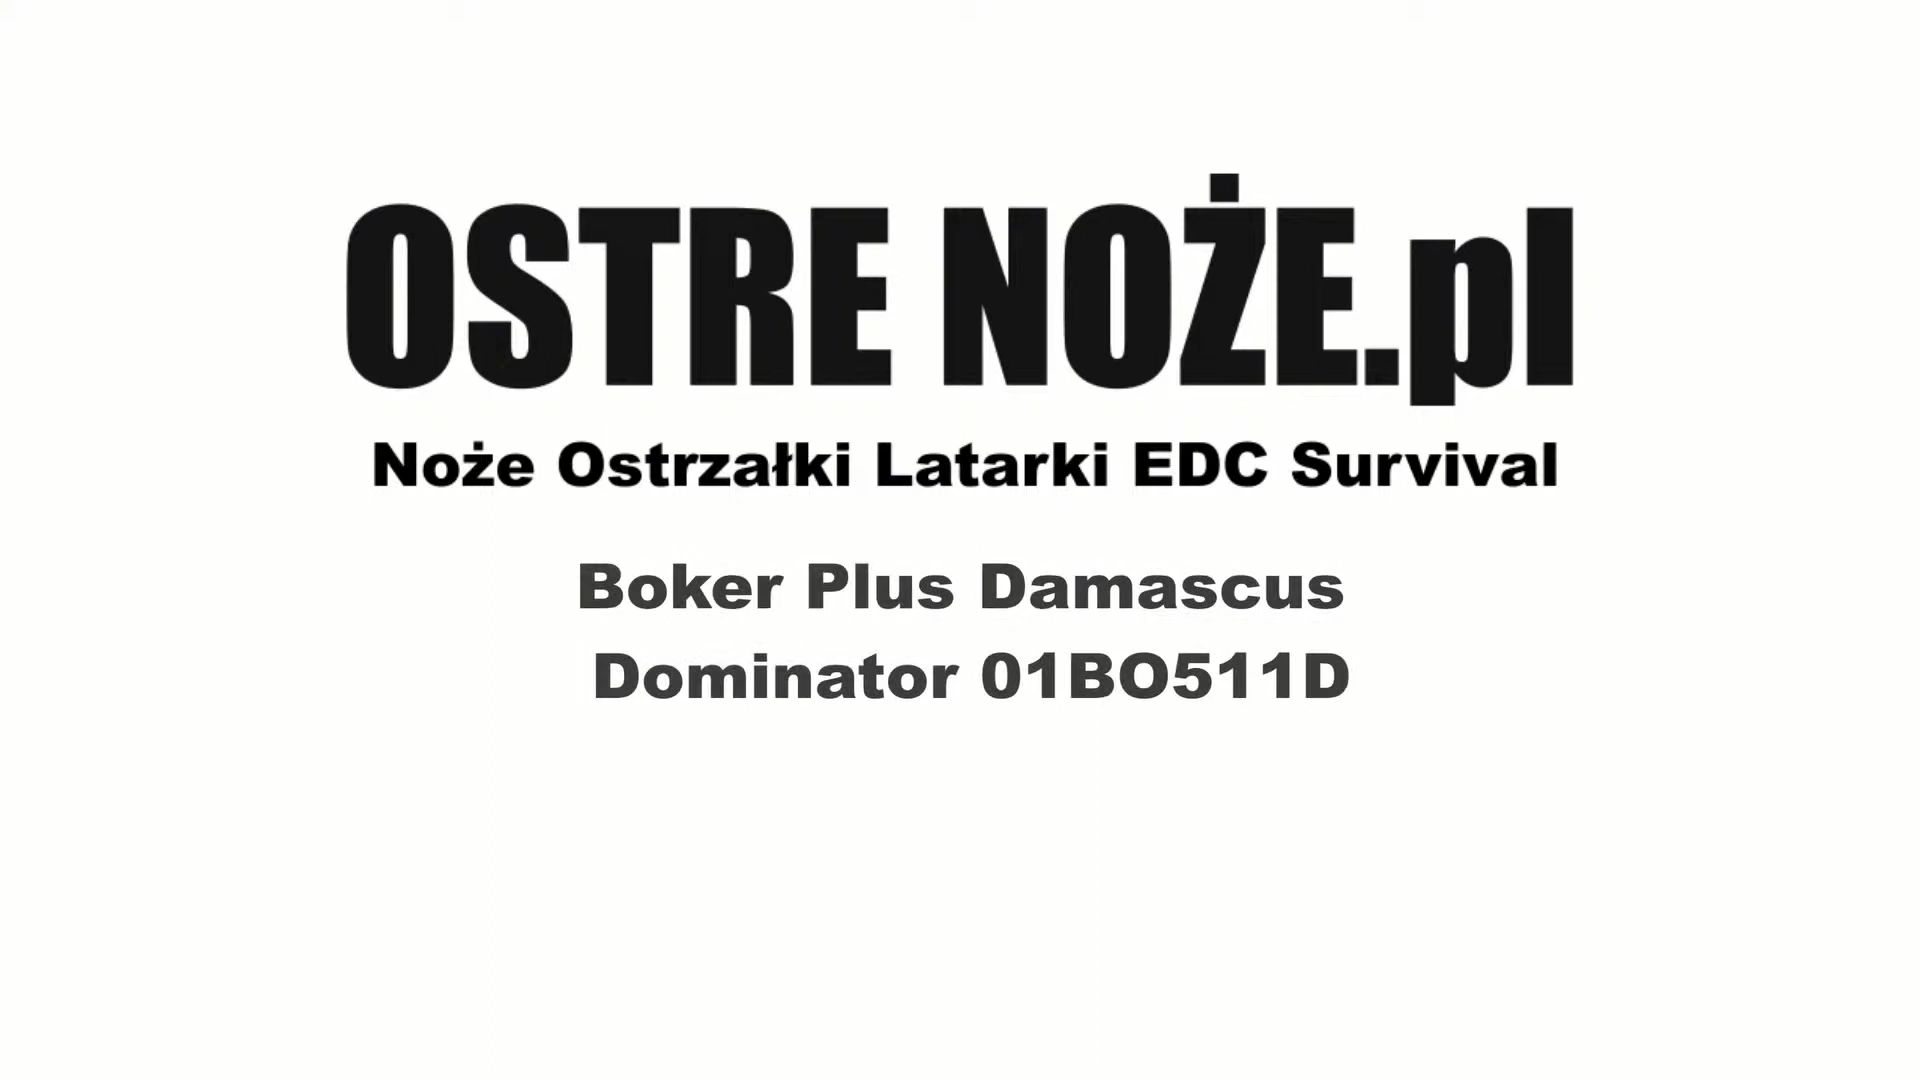 OSTRE NOŻE.pl
Noże Ostrzałki Latarki EDC Survival
Boker Plus Damascus
Dominator 01BO511D